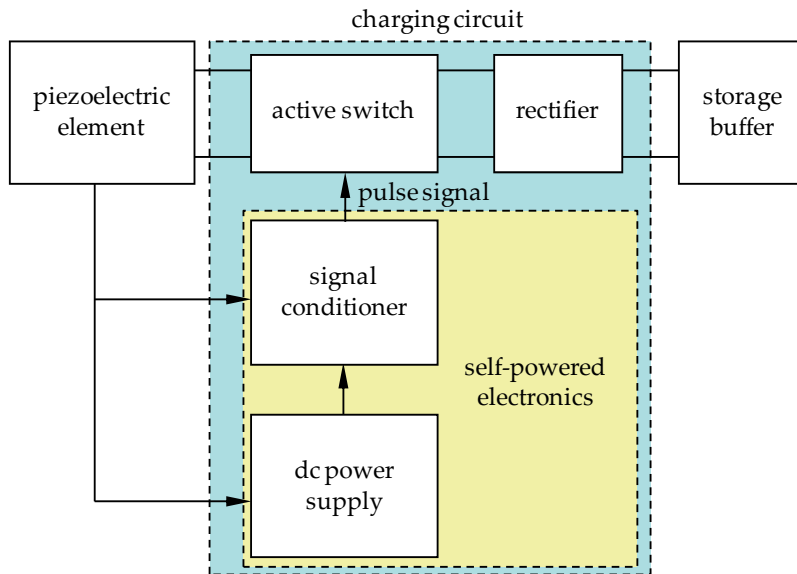 charging circuit
piezoelectric
element
active switch
rectifier
storage
buffer
pulse signal
signal
conditioner
self-powered
electronics
dc power
supply